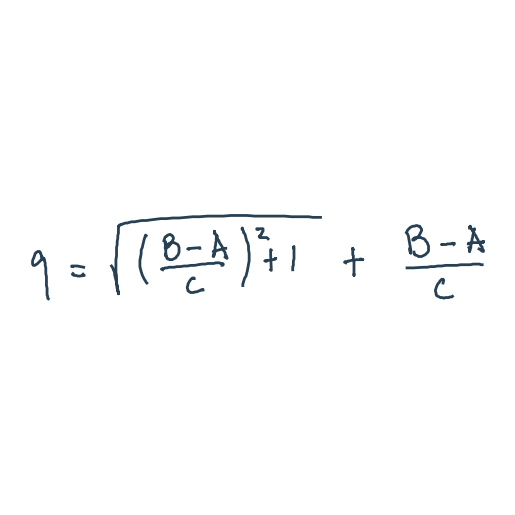 q = √((B-A)/C)² + 1) + (B-A)/C